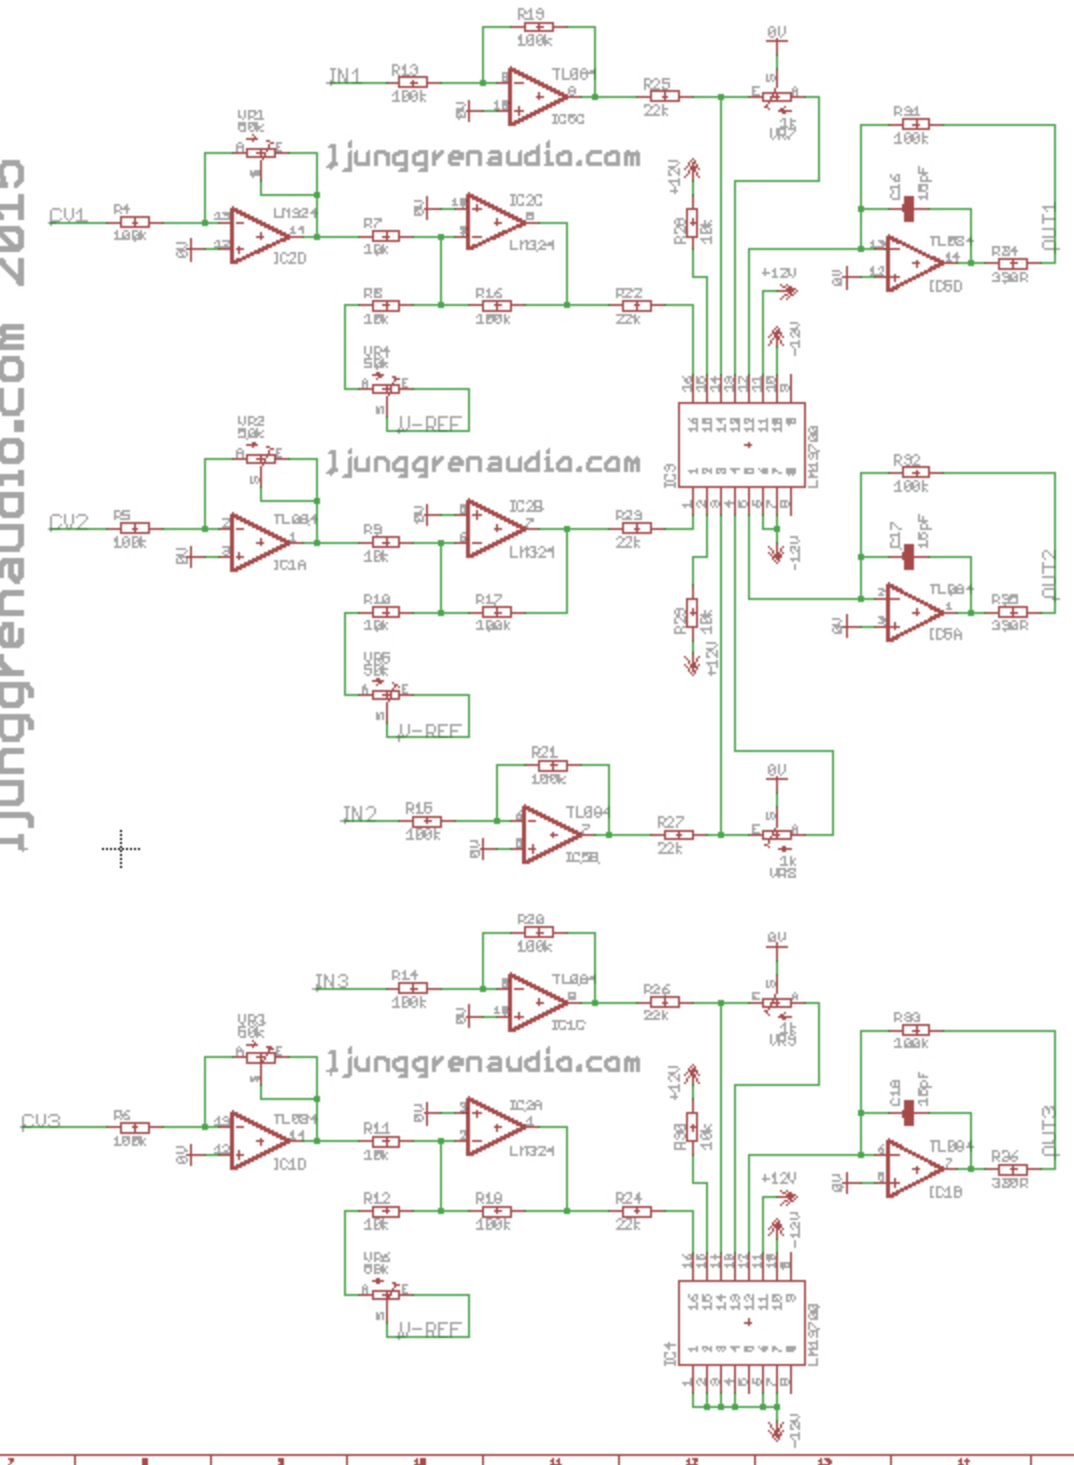 R19
100k
0V
IN1
R13
100k
TL084
IC5C
R25
22k
VR7
1k
R31
100k
VR1
50k
ljunggrenaudio.com
+12V
C16
15pF
OUT1
CV1
R4
100k
LM324
IC2D
R7
10k
IC2C
LM324
R28
10k
TL084
IC5D
R34
330R
+12V
-12V
R8
10k
R16
100k
R22
22k
VR4
50k
V-REF
VR2
50k
ljunggrenaudio.com
IC3
LM13700
R32
100k
C17
15pF
OUT2
CV2
R5
100k
TL084
IC1A
R9
10k
IC2B
LM324
R23
22k
-12V
R29
10k
+12V
TL084
IC5A
R35
330R
R10
10k
R17
100k
VR5
50k
V-REF
R21
100k
0V
IN2
R15
100k
TL084
IC5B
R27
22k
1k
VR8
R20
100k
0V
IN3
R14
100k
TL084
IC1C
R26
22k
1k
VR9
R33
100k
VR3
50k
ljunggrenaudio.com
+12V
C18
15pF
OUT3
CV3
R6
100k
TL084
IC1D
R11
10k
IC2A
LM324
R30
10k
TL084
IC1B
R36
330R
+12V
-12V
R12
10k
R18
100k
R24
22k
VR6
50k
V-REF
IC4
LM13700
-12V
ljunggrenaudio.com 2015